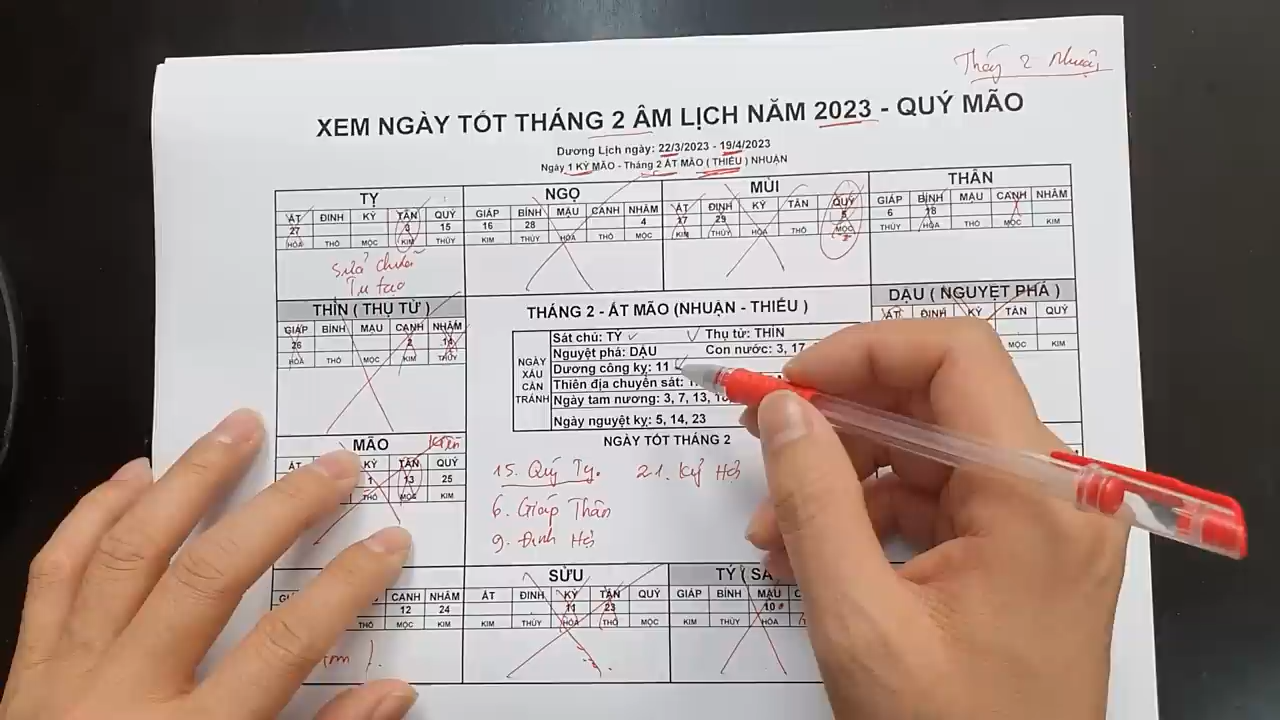 Tháng 2 Nhuận
XEM NGÀY TỐT THÁNG 2 ÂM LỊCH NĂM 2023 - QUÝ MÃO
Dương Lịch ngày: 22/3/2023 - 19/4/2023
Ngày 1 KỶ MÃO - Tháng 2 ẤT MÃO ( THIẾU ) NHUẬN
TỴ
ẤT ĐINH KỶ TÂN QUÝ
27 3 15
HỎA THỔ MỘC KIM THỦY
Sửa chữa
Tu tạo
NGỌ
GIÁP BÍNH MẬU CANH NHÂM
16 28 4
KIM THỦY HỎA THỔ MỘC
MÙI
ẤT ĐINH KỶ TÂN QUÝ
17 29 5
KIM THỦY HỎA THỔ MỘC
THÂN
GIÁP BÍNH MẬU CANH NHÂM
6 18
THỦY HỎA THỔ MỘC KIM
THÌN ( THỤ TỬ )
GIÁP BÍNH MẬU CANH NHÂM
26 2 14
HỎA THỔ MỘC KIM THỦY
THÁNG 2 - ẤT MÃO (NHUẬN - THIẾU )
NGÀY XẤU CẦN TRÁNH
Sát chủ: TÝ Thụ tử: THÌN
Nguyệt phá: DẬU Con nước: 3, 17,
Dương công kỵ: 11
Thiên địa chuyển sát:
Ngày tam nương: 3, 7, 13,
Ngày nguyệt kỵ: 5, 14, 23
DẬU ( NGUYỆT PHÁ )
ẤT ĐINH KỶ TÂN QUÝ
MÃO
ẤT KỶ TÂN QUÝ
1 13 25
THỔ MỘC KIM
NGÀY TỐT THÁNG 2
15. Quý Tỵ. 21. Kỷ Hợi
6. Giáp Thân
9. Đinh Hợi
CANH NHÂM
12 24
THỔ MỘC KIM
SỬU
ẤT ĐINH KỶ TÂN QUÝ
11 23
KIM THỦY HỎA THỔ MỘC
TÝ ( SÁ
GIÁP BÍNH MẬU
10
KIM THỦY HỎA